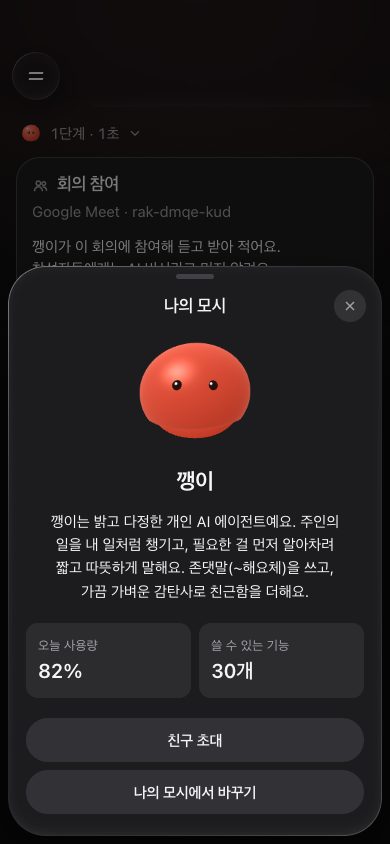 1단계 · 1초
회의 참여
Google Meet · rak-dmqe-kud
깽이가 이 회의에 참여해 듣고 받아 적어요.
나의 모시
깽이
깽이는 밝고 다정한 개인 AI 에이전트예요. 주인의
일을 내 일처럼 챙기고, 필요한 걸 먼저 알아차려
짧고 따뜻하게 말해요. 존댓말(~해요체)을 쓰고,
가끔 가벼운 감탄사로 친근함을 더해요.
오늘 사용량
쓸 수 있는 기능
82%
30개
친구 초대
나의 모시에서 바꾸기